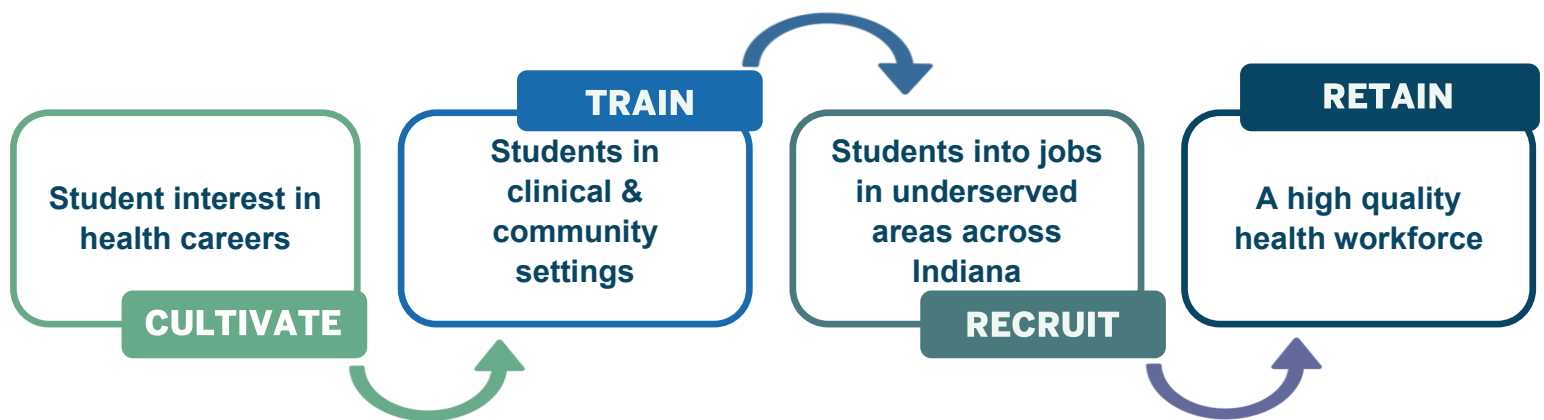 Student interest in
health careers
CULTIVATE
TRAIN
Students in
clinical &
community
settings
Students into jobs
in underserved
areas across
Indiana
RECRUIT
RETAIN
A high quality
health workforce